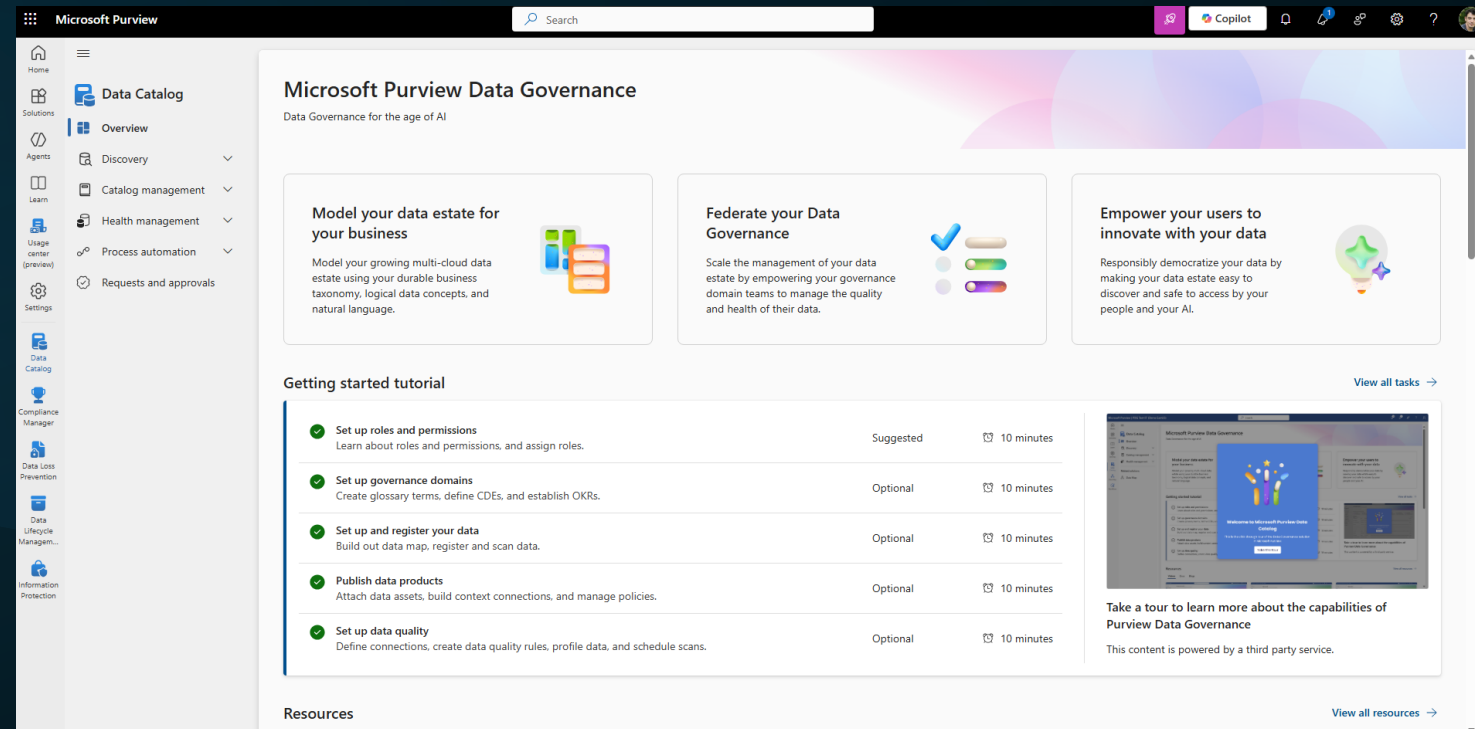 Microsoft Purview
Search
Copilot
1
?
Home
Solutions
Agents
Learn
Usage
center
(preview)
Settings
Data
Catalog
Compliance
Manager
Data Loss
Prevention
Data
Lifecycle
Managem...
Information
Protection
Data Catalog
Overview
Discovery
Catalog management
Health management
Process automation
Requests and approvals
Microsoft Purview Data Governance
Data Governance for the age of AI
Model your data estate for
your business
Model your growing multi-cloud data
estate using your durable business
taxonomy, logical data concepts, and
natural language.
Federate your Data
Governance
Scale the management of your data
estate by empowering your governance
domain teams to manage the quality
and health of their data.
Empower your users to
innovate with your data
Responsibly democratize your data by
making your data estate easy to
discover and safe to access by your
people and your AI.
Getting started tutorial
View all tasks
Set up roles and permissions
Learn about roles and permissions, and assign roles.
Suggested
10 minutes
Set up governance domains
Create glossary terms, define CDEs, and establish OKRs.
Optional
10 minutes
Set up and register your data
Build out data map, register and scan data.
Optional
10 minutes
Publish data products
Attach data assets, build context connections, and manage policies.
Optional
10 minutes
Set up data quality
Define connections, create data quality rules, profile data, and schedule scans.
Optional
10 minutes
Microsoft Purview Data Governance
Welcome to Microsoft Purview Data
Catalog
Take a tour to learn more about the capabilities of
Purview Data Governance
This content is powered by a third party service.
Resources
View all resources